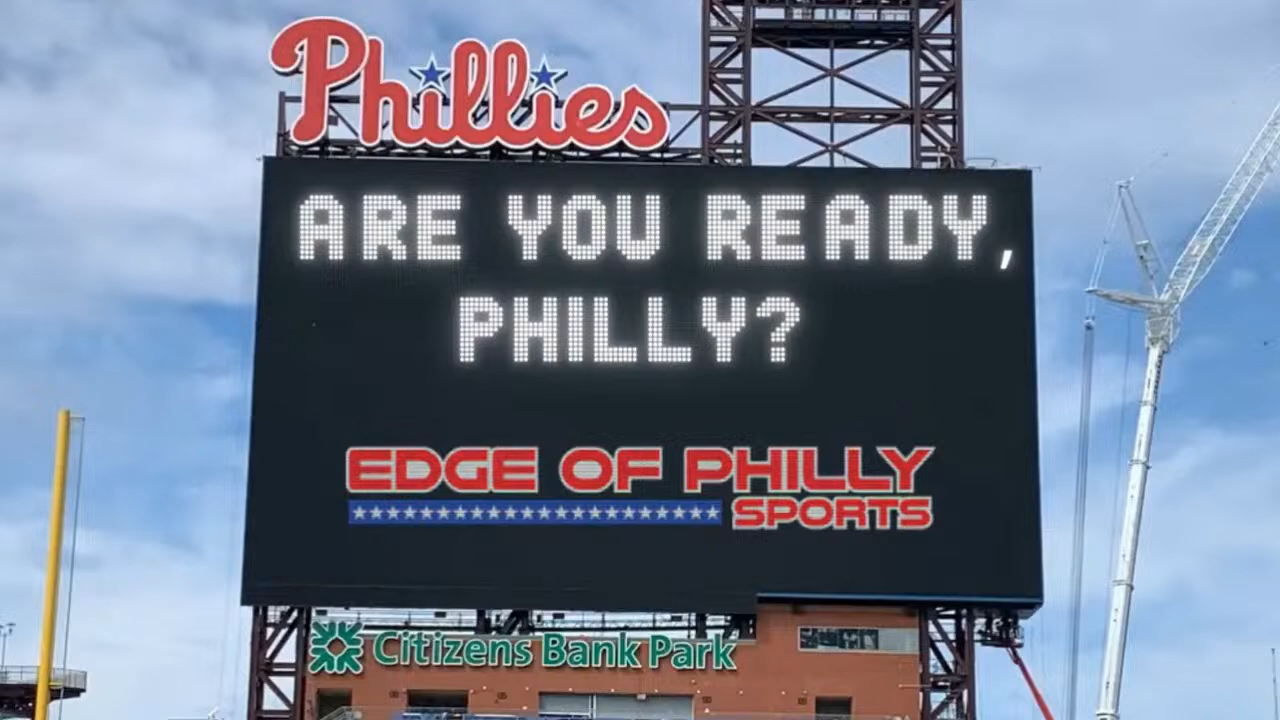 Phillies
ARE YOU READY,
PHILLY?
EDGE OF PHILLY
SPORTS
Citizens Bank Park